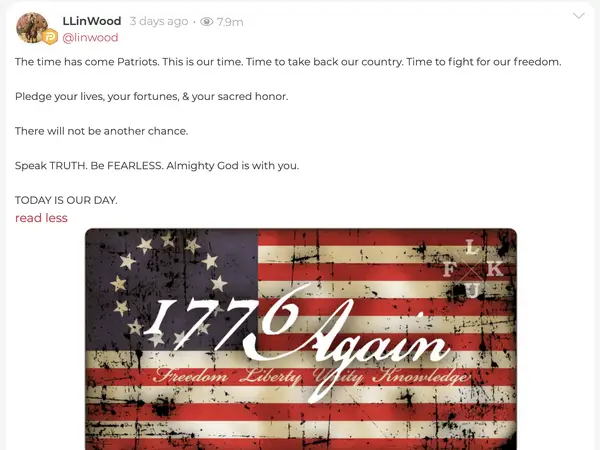 LLinWood 3 days ago · 7.9m
@linwood
The time has come Patriots. This is our time. Time to take back our country. Time to fight for our freedom.
Pledge your lives, your fortunes, & your sacred honor.
There will not be another chance.
Speak TRUTH. Be FEARLESS. Almighty God is with you.
TODAY IS OUR DAY.
read less
L
F K
U
1776 Again
Freedom Liberty Unity Knowledge